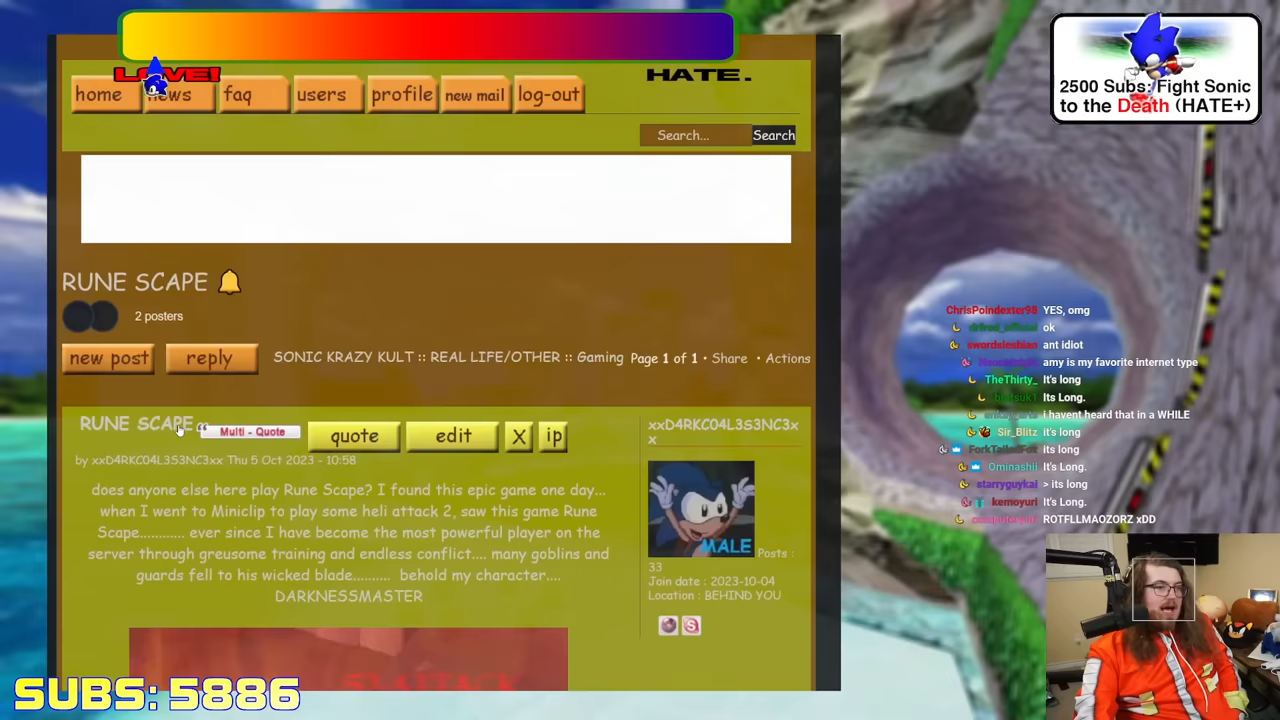 LOVE!
HATE.
home
news
faq
users
profile
new mail
log-out
Search...
Search
RUNE SCAPE
2 posters
new post
reply
SONIC KRAZY KULT :: REAL LIFE/OTHER :: Gaming
Page 1 of 1 • Share • Actions
RUNE SCAPE
Multi - Quote
quote
edit
X
ip
by xxD4RKC04L3S3NC3xx Thu 5 Oct 2023 - 10:58
does anyone else here play Rune Scape? I found this epic game one day...
when I went to Miniclip to play some heli attack 2, saw this game Rune
Scape............ ever since I have become the most powerful player on the
server through greusome training and endless conflict.... many goblins and
guards fell to his wicked blade.......... behold my character....
DARKNESSMASTER
xxD4RKC04L3S3NC3x
x
MALE
Posts :
33
Join date : 2023-10-04
Location : BEHIND YOU
SUBS: 5886
2500 Subs: Fight Sonic
to the Death (HATE+)
ChrisPoindexter98 YES, omg
ok
swordslesbian ant idiot
amy is my favorite internet type
TheThirty_ It's long
Its Long.
i havent heard that in a WHILE
Sir_Blitz it's long
ForkTailedFox its long
Ominashii It's Long.
starryguykai > its long
kemoyuri It's Long.
ROTFLLMAOZORZ xDD